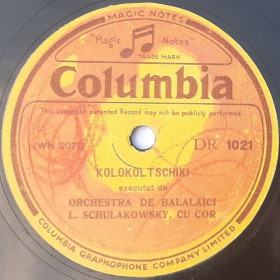 MAGIC NOTES
"Magic Notes"
TRADE MARK
Columbia
This copyright patented Record may not be publicly performed.
(WH 2071) DR 1021
KOLOKOLTSCHIKI
executat de
ORCHESTRA DE BALALAICI
L. SCHULAKOWSKY, CU COR
COLUMBIA GRAPHOPHONE COMPANY LIMITED